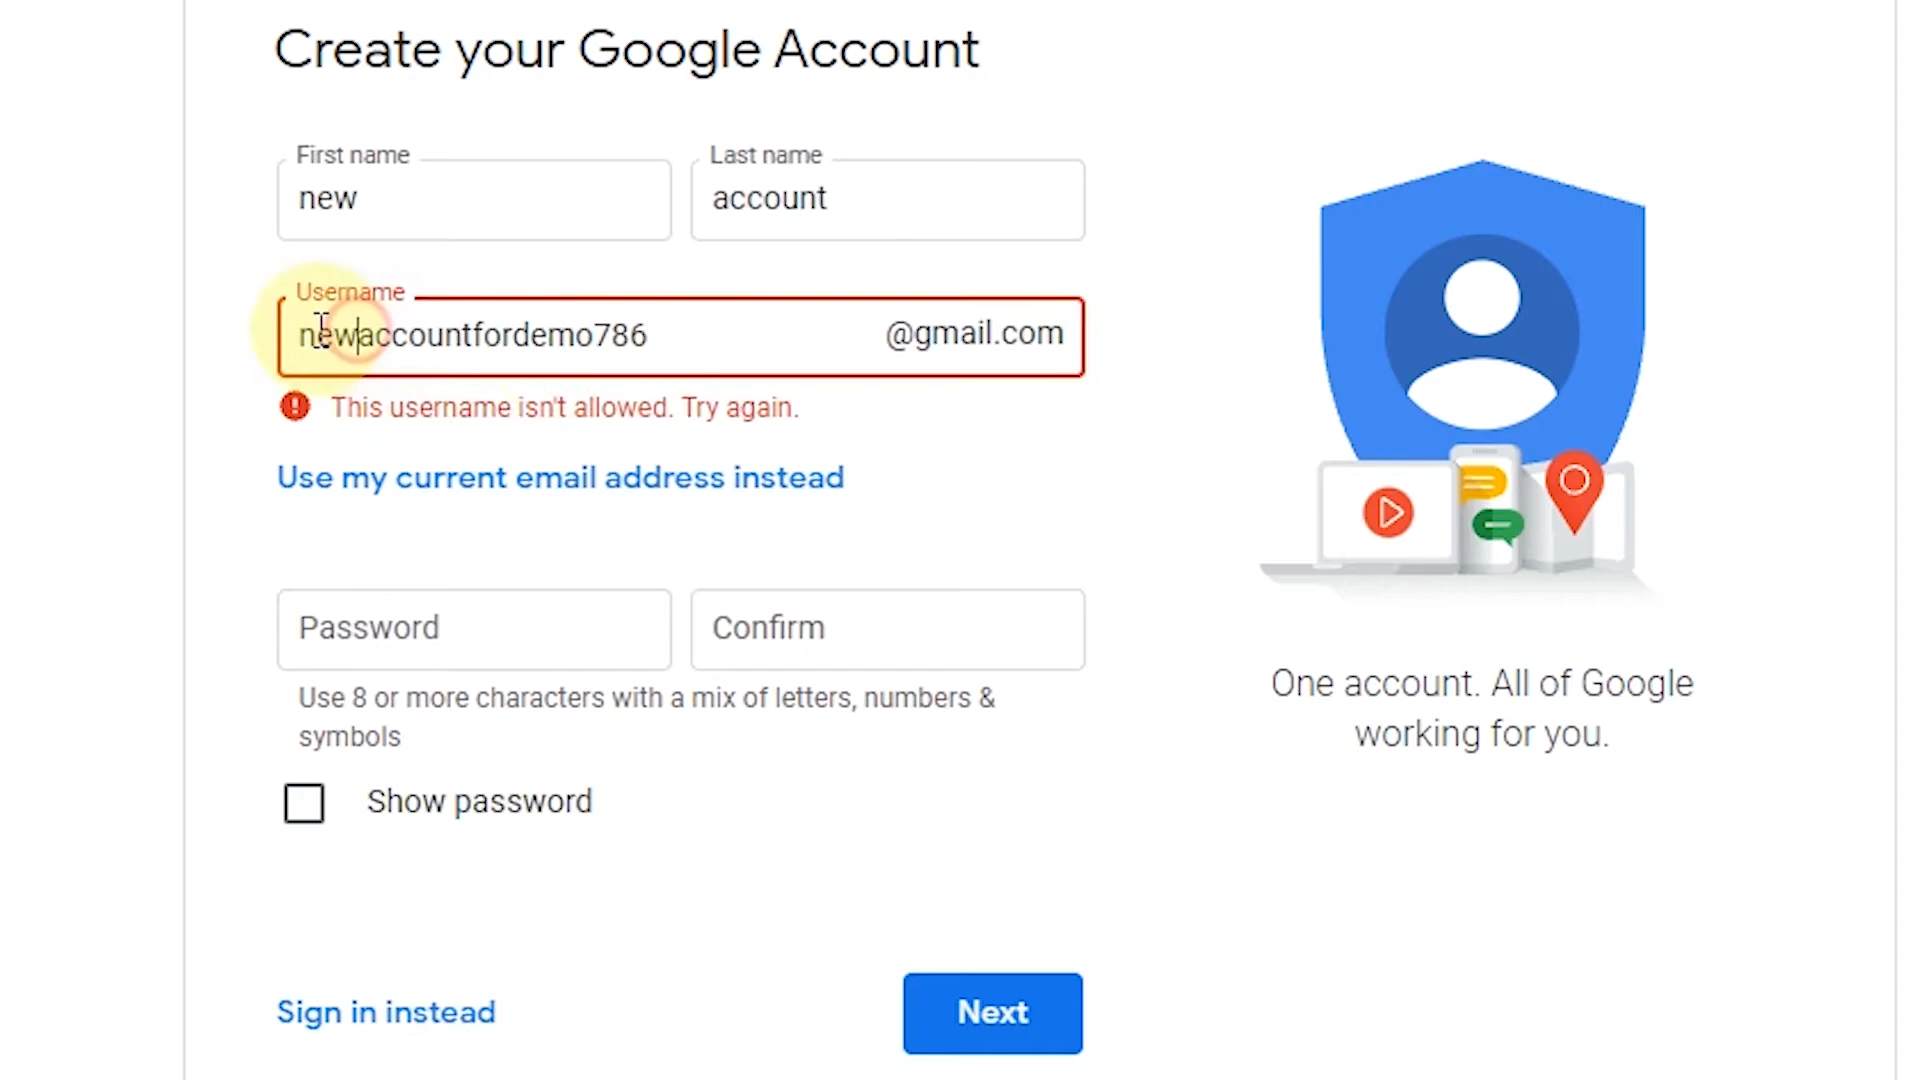 Create your Google Account
First name
Last name
new
account
Username
newaccountfordemo786
@gmail.com
This username isn't allowed. Try again.
Use my current email address instead
Password
Confirm
Use 8 or more characters with a mix of letters, numbers &
symbols
Show password
Sign in instead
Next
One account. All of Google
working for you.